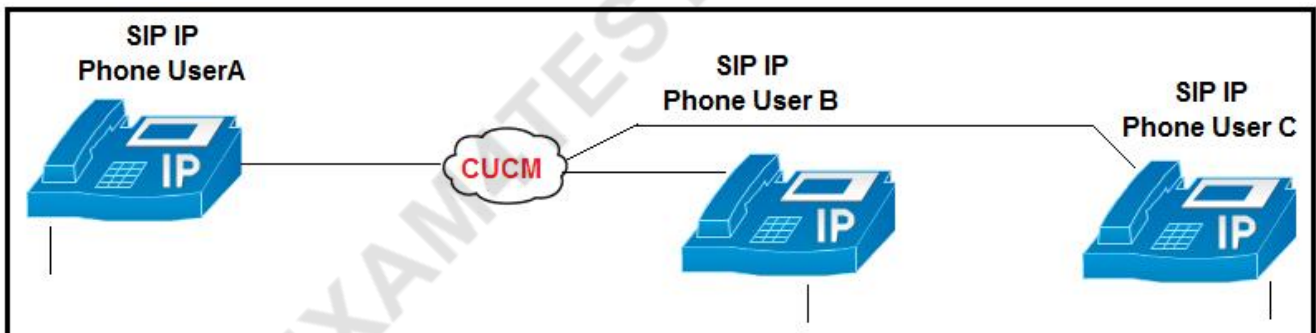 SIP IP
Phone UserA
SIP IP
Phone User B
SIP IP
Phone User C
CUCM
IP
IP
IP